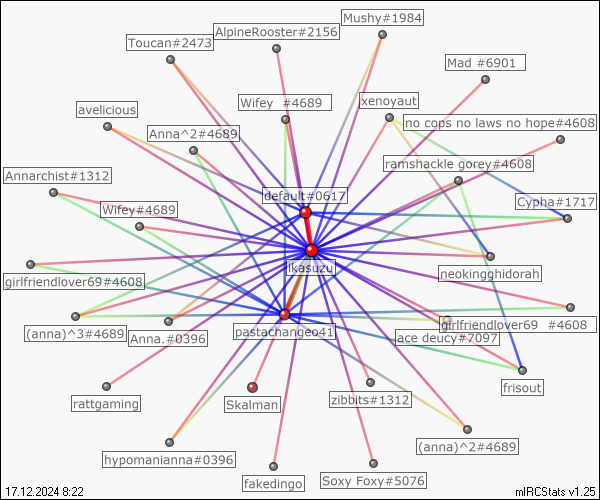 Mushy#1984
AlpineRooster#2156
Toucan#2473
Mad #6901
Wifey #4689
xenoyaut
avelicious
no cops no laws no hope#4608
Anna^2#4689
ramshackle gorey#4608
Annarchist#1312
default#0617
Cypha#1717
Wifey#4689
ikasuzu
neokingghidorah
girlfriendlover69#4608
girlfriendlover69 #4608
(anna)^3#4689
Anna.#0396
pastachangeo41
ace deucy#7097
frisout
rattgaming
Skalman
zibbits#1312
(anna)^2#4689
hypomanianna#0396
fakedingo
Soxy Foxy#5076
17.12.2024 8:22
mIRCStats v1.25